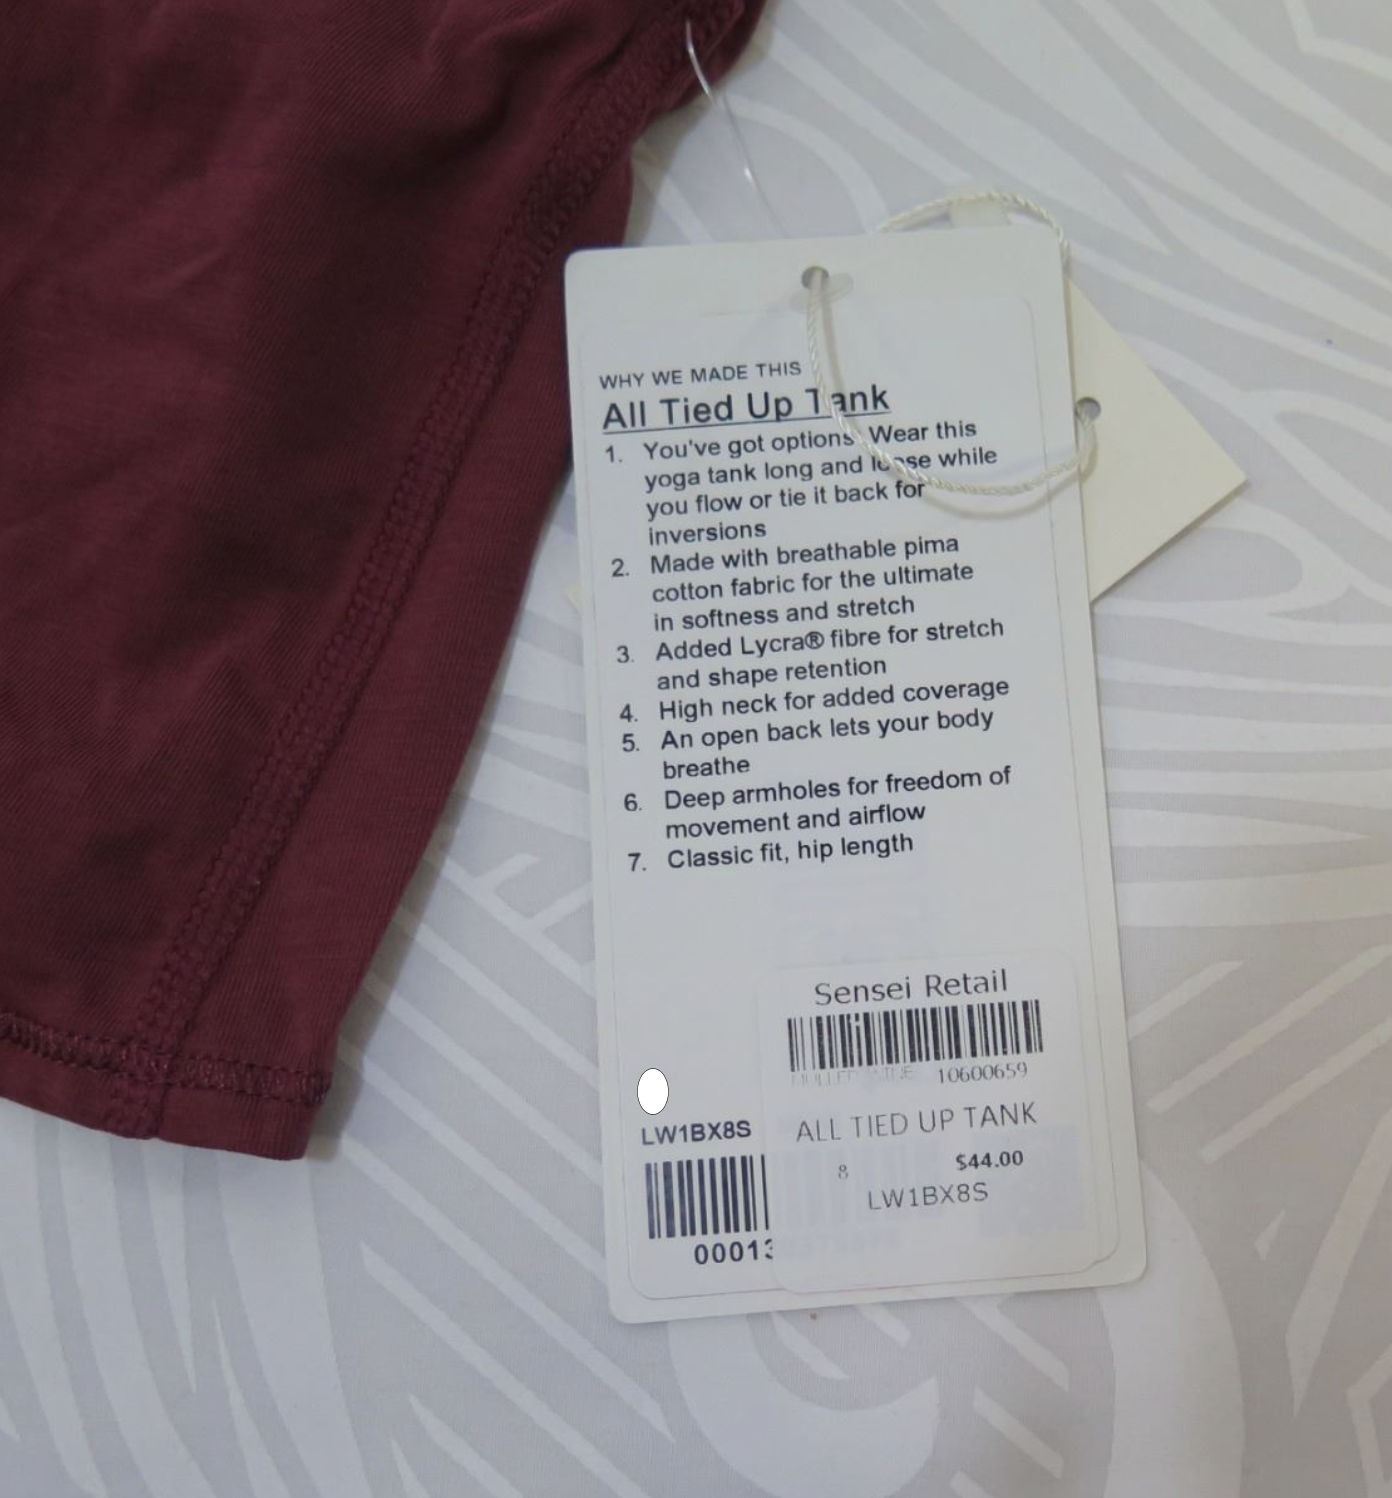 WHY WE MADE THIS
All Tied Up Tank
1. You've got options Wear this
yoga tank long and loose while
you flow or tie it back for
inversions
2. Made with breathable pima
cotton fabric for the ultimate
in softness and stretch
3. Added Lycra® fibre for stretch
and shape retention
4. High neck for added coverage
5. An open back lets your body
breathe
6. Deep armholes for freedom of
movement and airflow
7. Classic fit, hip length
Sensei Retail
10600659
ALL TIED UP TANK
8 $44.00
LW1BX8S
LW1BX8S
00013